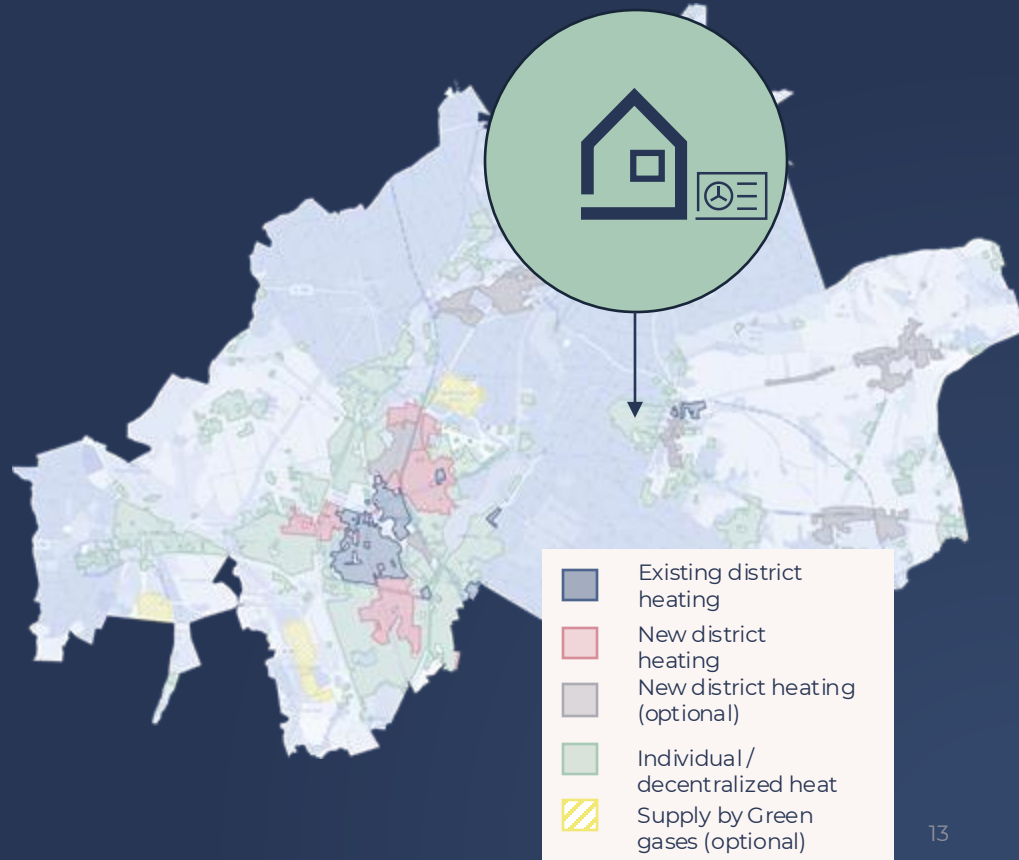 Existing district
heating
New district
heating
New district heating
(optional)
Individual /
decentralized heat
Supply by Green
gases (optional)
13